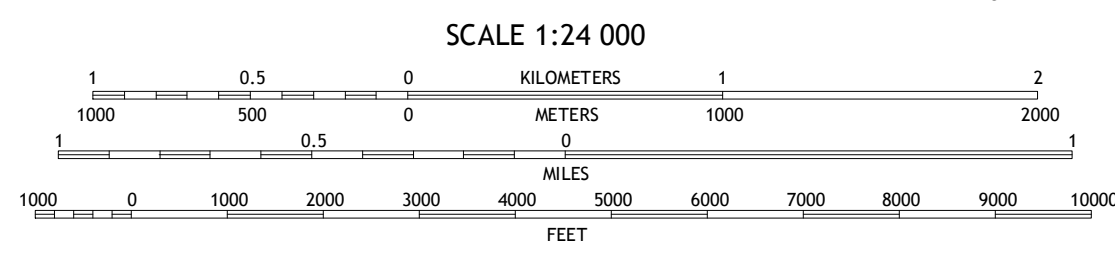 SCALE 1:24 000
1 0.5 0 KILOMETERS 1 2
1000 500 0 METERS 1000 2000
1 0.5 0 1
MILES
1000 0 1000 2000 3000 4000 5000 6000 7000 8000 9000 10000
FEET